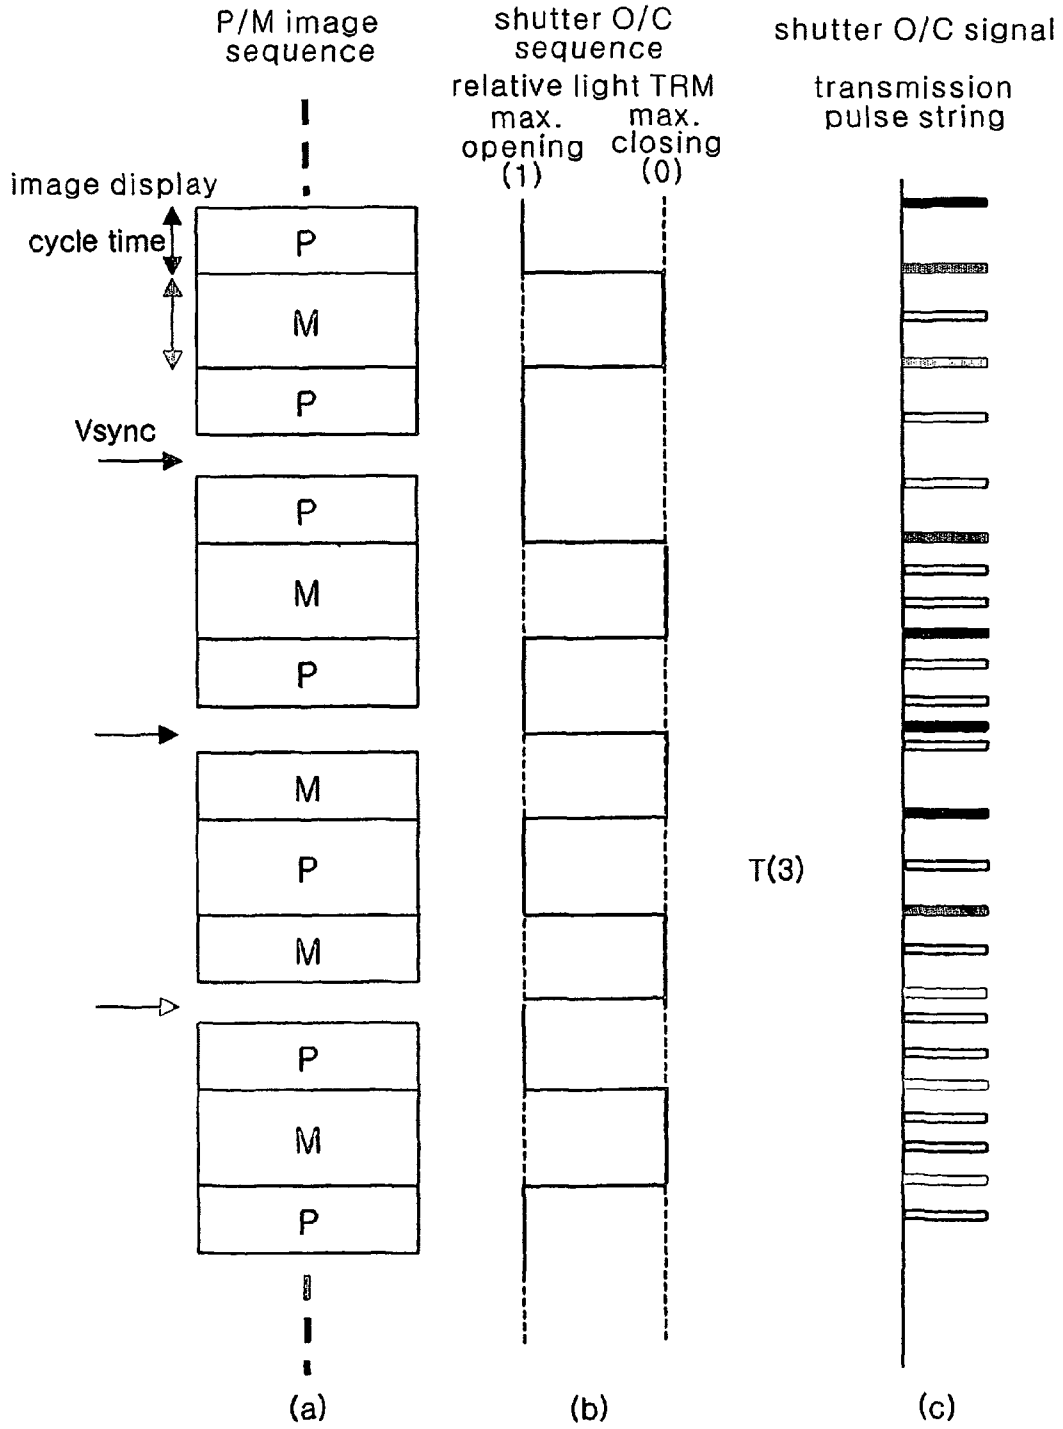 P/M image
sequence
shutter O/C
sequence
relative light TRM
max.
opening
(1)
max.
closing
(0)
shutter O/C signal
transmission
pulse string
image display
cycle time
P
M
P
Vsync
P
M
P
M
P
M
T(3)
P
M
P
(a)
(b)
(c)